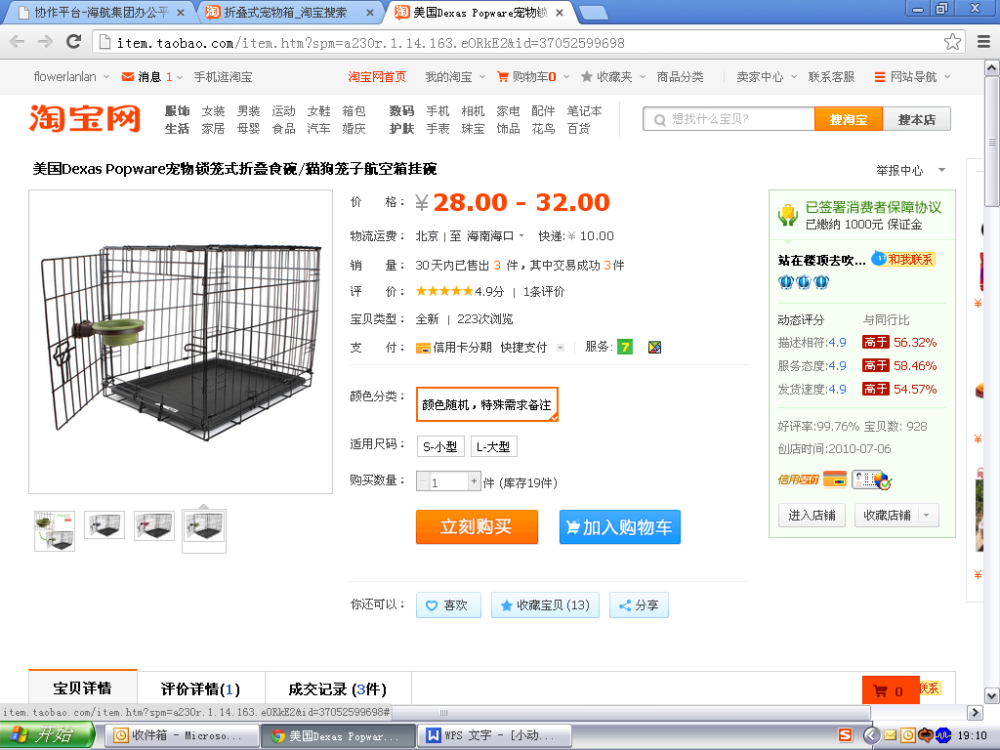 协作平台-海航集团办公平
折叠式宠物箱_淘宝搜索
美国Dexas Popware宠物锁
item.taobao.com/item.htm?spm=a230r.1.14.163.eORkE2&id=37052599698
flowerlanlan 消息 1 手机逛淘宝 淘宝网首页 我的淘宝 购物车0 收藏夹 商品分类 卖家中心 联系客服 网站导航
淘宝网
服饰 女装 男装 运动 女鞋 箱包 数码 手机 相机 家电 配件 笔记本
生活 家居 母婴 食品 汽车 婚庆 护肤 手表 珠宝 饰品 花鸟 百货
想找什么宝贝? 搜淘宝 搜本店
美国Dexas Popware宠物锁笼式折叠食碗/猫狗笼子航空箱挂碗
举报中心
价 格: ¥28.00 - 32.00
物流运费: 北京 | 至 海南海口 快递: ¥ 10.00
销 量: 30天内已售出 3 件,其中交易成功 3件
评 价: 4.9分 | 1条评价
宝贝类型: 全新 | 223次浏览
支 付: 信用卡分期 快捷支付 服务: 7
颜色分类: 颜色随机,特殊需求备注
适用尺码: S-小型 L-大型
购买数量: - 1 + 件 (库存19件)
立刻购买 加入购物车
你还可以: 喜欢 收藏宝贝 (13) 分享
已签署消费者保障协议
已缴纳 1000元 保证金
站在楼顶去吹... 和我联系
动态评分 与同行比
描述相符:4.9 高于 56.32%
服务态度:4.9 高于 58.46%
发货速度:4.9 高于 54.57%
好评率:99.76% 宝贝数: 928
创店时间:2010-07-06
信用卡支付
进入店铺 收藏店铺
¥
¥
¥
宝贝详情 评价详情(1) 成交记录 (3件)
0 联系
item.taobao.com/item.htm?spm=a230r.1.14.163.eORkE2&id=37052599698#
开始 收件箱 - Microso... 美国Dexas Popwar... WPS 文字 - [小动... 19:10